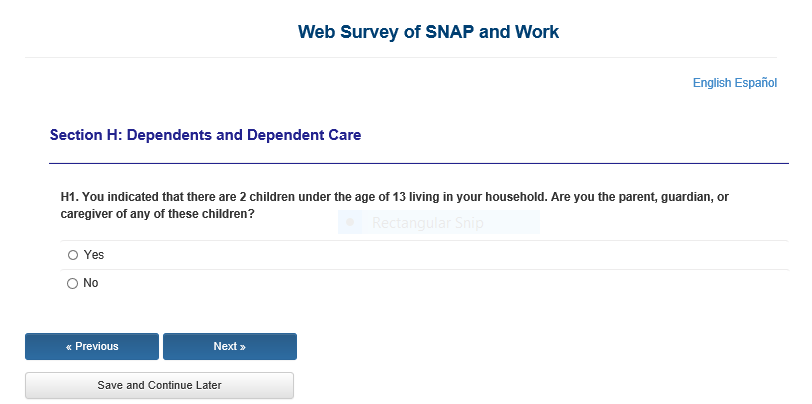 Web Survey of SNAP and Work
English Español
Section H: Dependents and Dependent Care
H1. You indicated that there are 2 children under the age of 13 living in your household. Are you the parent, guardian, or
caregiver of any of these children?
Rectangular Snip
Yes
No
« Previous
Next »
Save and Continue Later